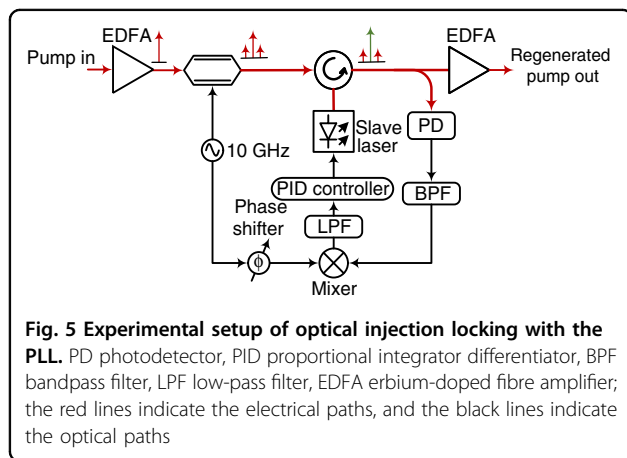 EDFA
EDFA
Pump in
Regenerated
pump out
Slave
laser
PD
10 GHz
PID controller
BPF
Phase
shifter
LPF
ϕ
Mixer
Fig. 5 Experimental setup of optical injection locking with the
PLL. PD photodetector, PID proportional integrator differentiator, BPF
bandpass filter, LPF low-pass filter, EDFA erbium-doped fibre amplifier;
the red lines indicate the electrical paths, and the black lines indicate
the optical paths